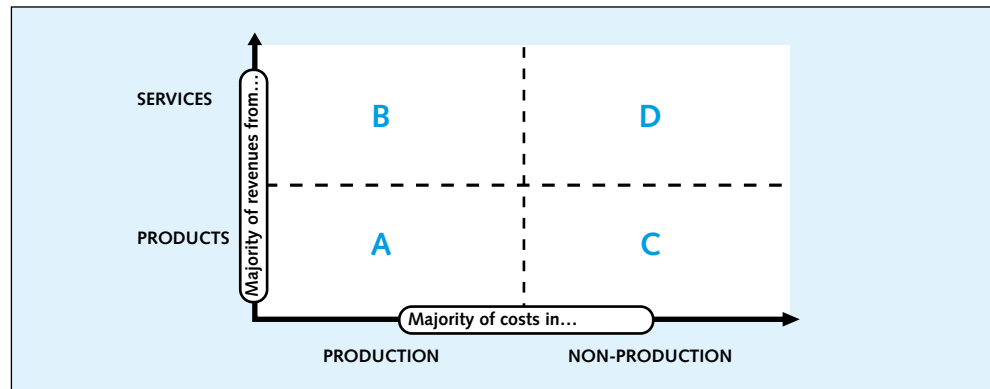 SERVICES
B
D
Majority of revenues from…
PRODUCTS
A
C
Majority of costs in…
PRODUCTION
NON-PRODUCTION